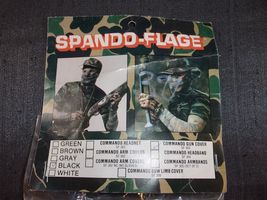 SPANDO-FLAGE
GREEN
BROWN
GRAY
BLACK
WHITE
COMMANDO HEADNET
COMMANDO ARM COVERS
COMMANDO ARM COVERS
COMMANDO GUN COVER
COMMANDO HEADBAND
COMMANDO ARMBANDS
COMMANDO BOW LIMB COVER